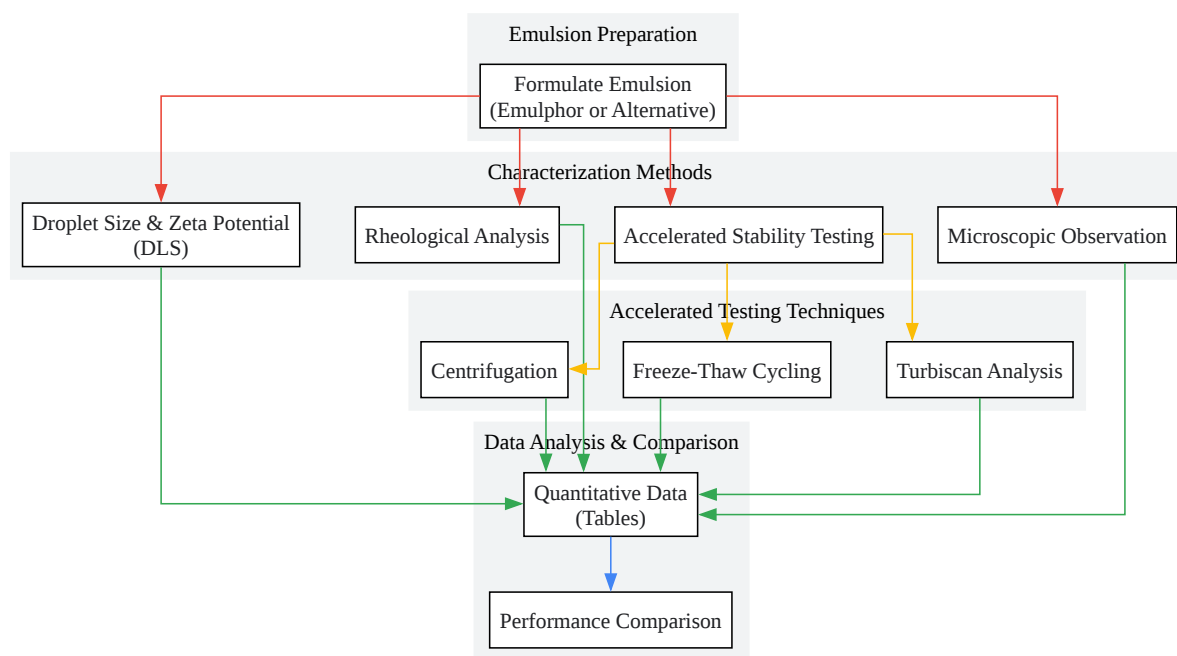 Emulsion Preparation
Formulate Emulsion
(Emulphor or Alternative)
Characterization Methods
Droplet Size & Zeta Potential
(DLS)
Rheological Analysis
Accelerated Stability Testing
Microscopic Observation
Accelerated Testing Techniques
Centrifugation
Freeze-Thaw Cycling
Turbiscan Analysis
Data Analysis & Comparison
Quantitative Data
(Tables)
Performance Comparison